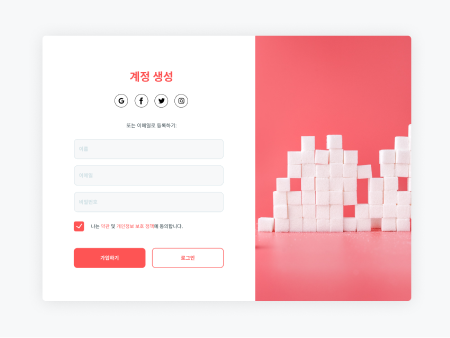 계정 생성
또는 이메일로 등록하기:
이름
이메일
비밀번호
나는 약관 및 개인정보 보호 정책에 동의합니다.
가입하기
로그인